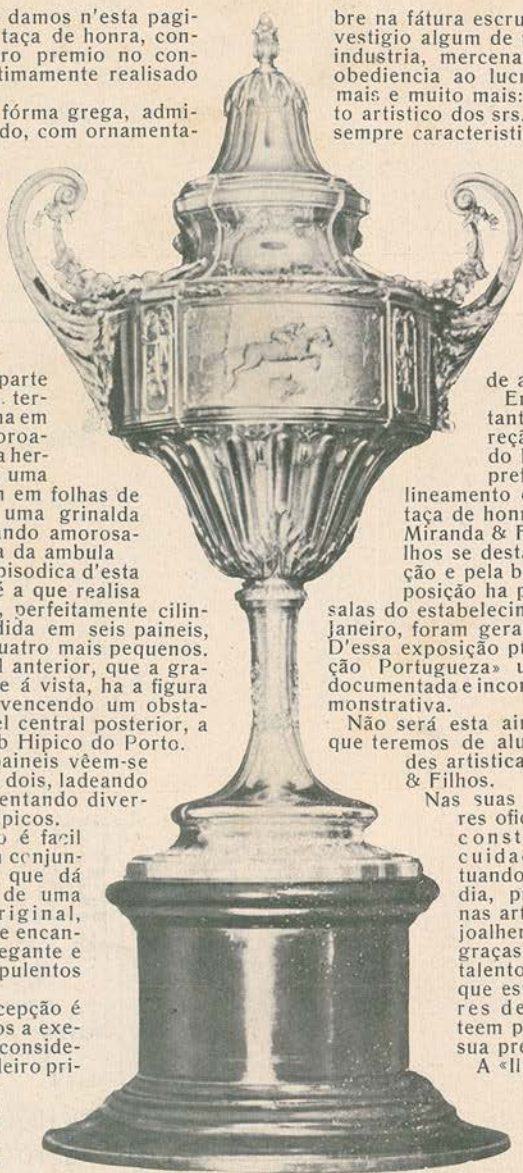 damos n'esta pagi-
taça de honra, con-
ro premio no con-
timamente realisado
fórma grega, admi-
do, com ornamenta-
parte
ter-
na em
oroa-
a her-
uma
n em folhas de
uma grinalda
ando amorosa-
a da ambula
pisodica d'esta
é a que realisa
, perfeitamente cilin-
dida em seis paineis,
uatro mais pequenos.
l anterior, que a gra-
e á vista, ha a figura
vencendo um obsta-
el central posterior, a
b Hipico do Porto.
paineis vêem-se
dois, ladeando
entando diver-
picos.
o é facil
conjun-
que dá
de uma
riginal,
e encan-
egante e
pulentos
cepção é
os a exe-
conside-
deiro pri-
bre na fátura escru
vestigio algum de
industria, mercena
obediencia ao lucr
mais e muito mais:
to artistico dos srs.
sempre caracteristi
de a
En
tant
reçã
do
pref
lineamento
taça de honr
Miranda & F
lhos se desta
ção e pela b
posição ha p
salas do estabelecim
Janeiro, foram gera
D'essa exposição pu
ção Portugueza» u
documentada e incon
monstrativa.
Não será esta ain
que teremos de alu
des artistica
& Filhos.
Nas suas
res ofic
const
cuida
tuando
dia, p
nas art
joalher
graças
talento
que es
res de
teem p
sua pre
A «Il